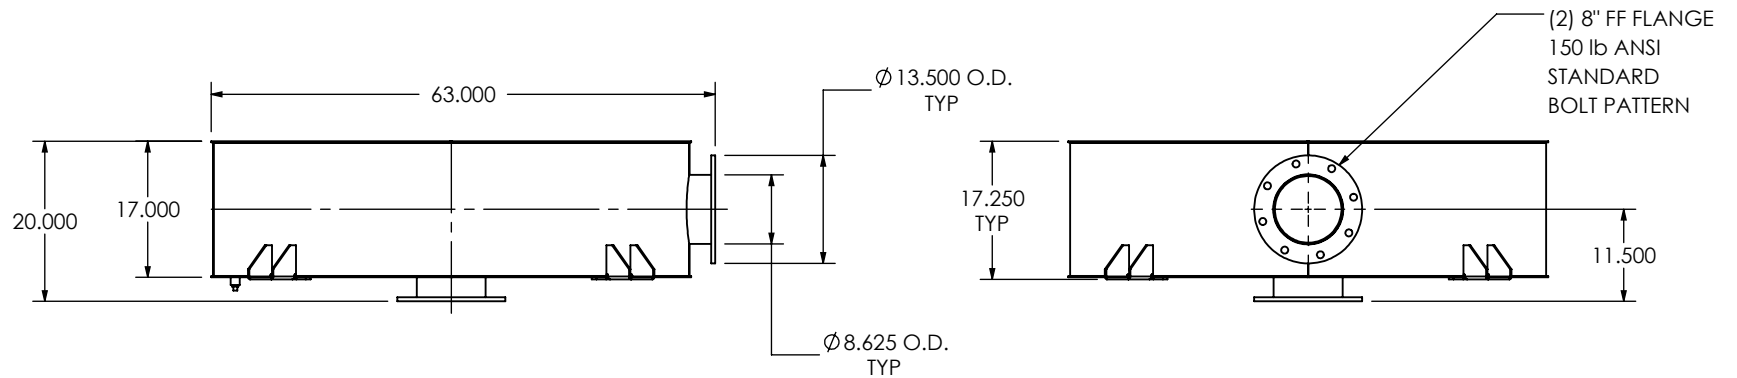 (2) 8" FF FLANGE
150 lb ANSI
STANDARD
BOLT PATTERN
63.000
Ø13.500 O.D.
TYP
20.000
17.000
17.250
TYP
11.500
Ø8.625 O.D.
TYP